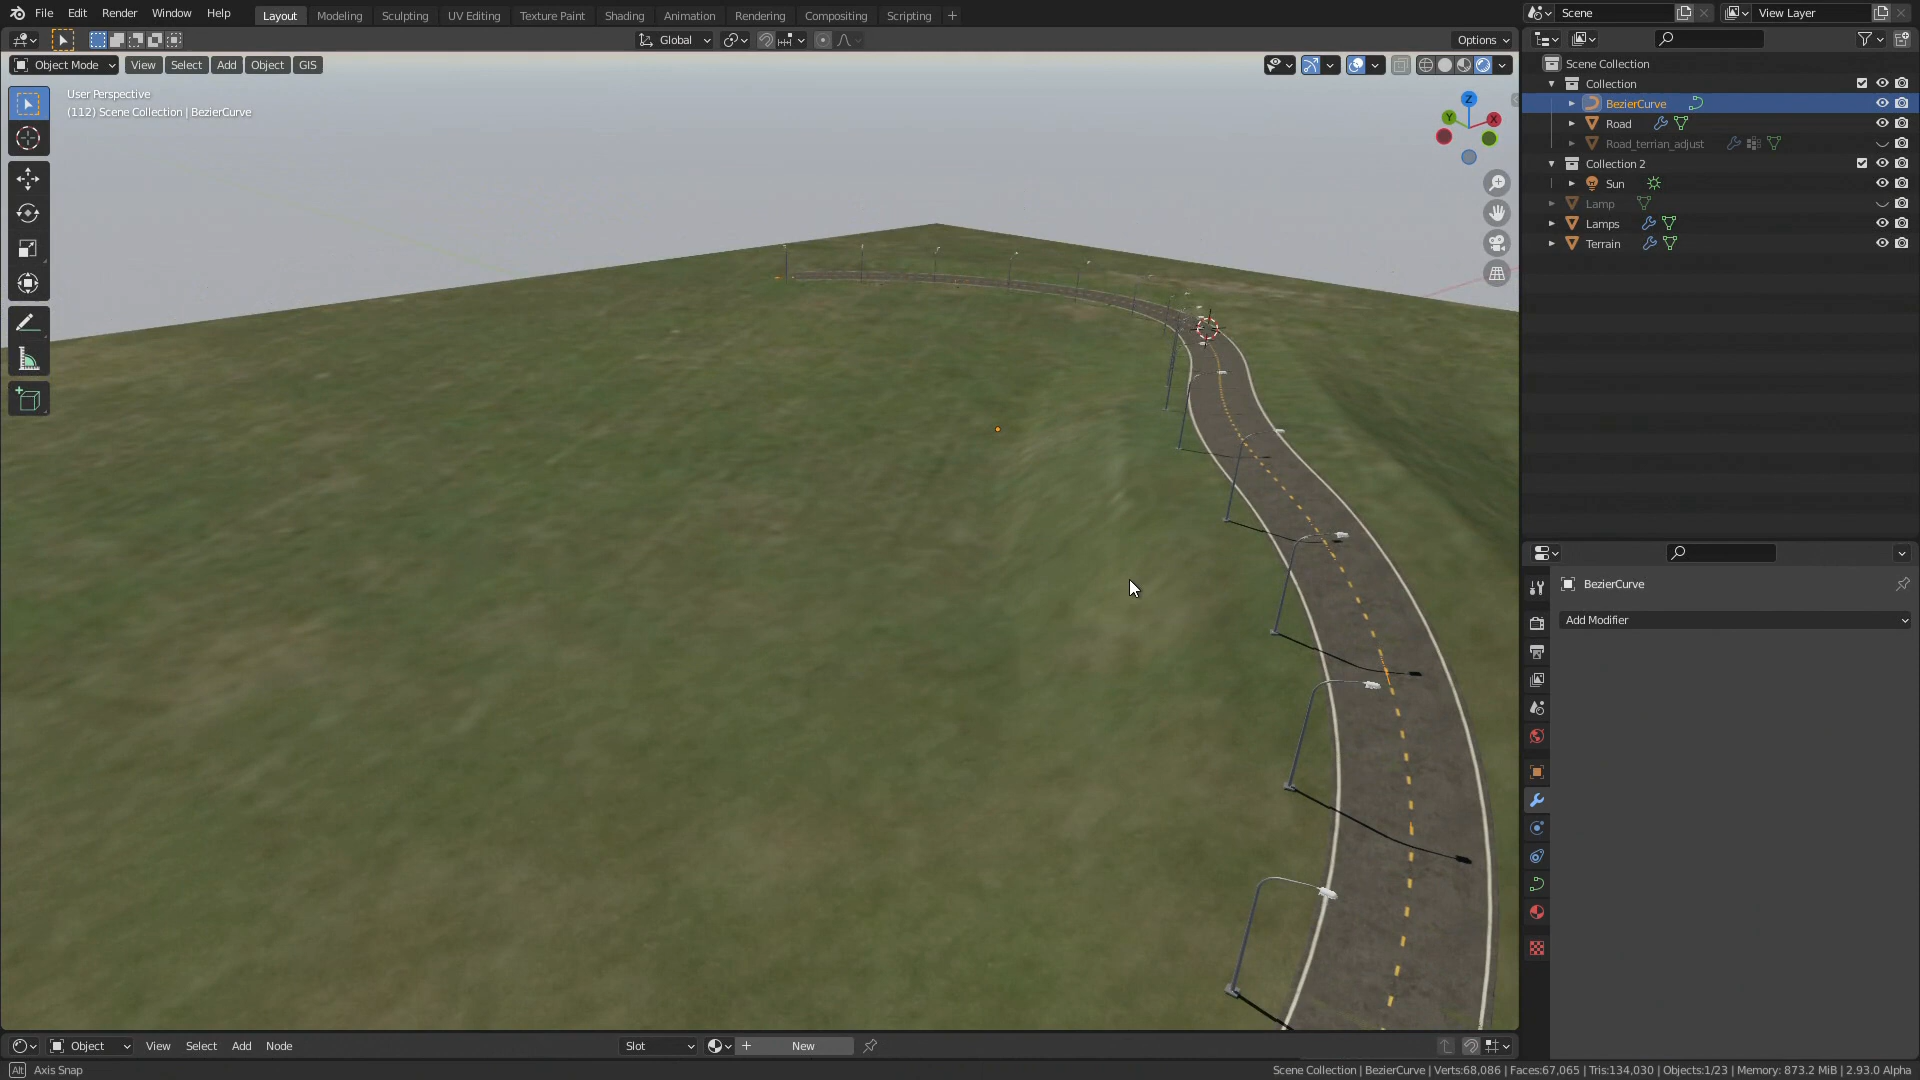 File Edit Render Window Help Layout Modeling Sculpting UV Editing Texture Paint Shading Animation Rendering Compositing Scripting + Scene View Layer
Global Options
Object Mode View Select Add Object GIS
User Perspective
(112) Scene Collection | BezierCurve
Z
Y
X
Scene Collection
Collection
BezierCurve
Road
Road_terrian_adjust
Collection 2
Sun
Lamp
Lamps
Terrain
BezierCurve
Add Modifier
Object View Select Add Node Slot New
Alt Axis Snap
Scene Collection | BezierCurve | Verts:68,086 | Faces:67,065 | Tris:134,030 | Objects:1/23 | Memory: 873.2 MiB | 2.93.0 Alpha